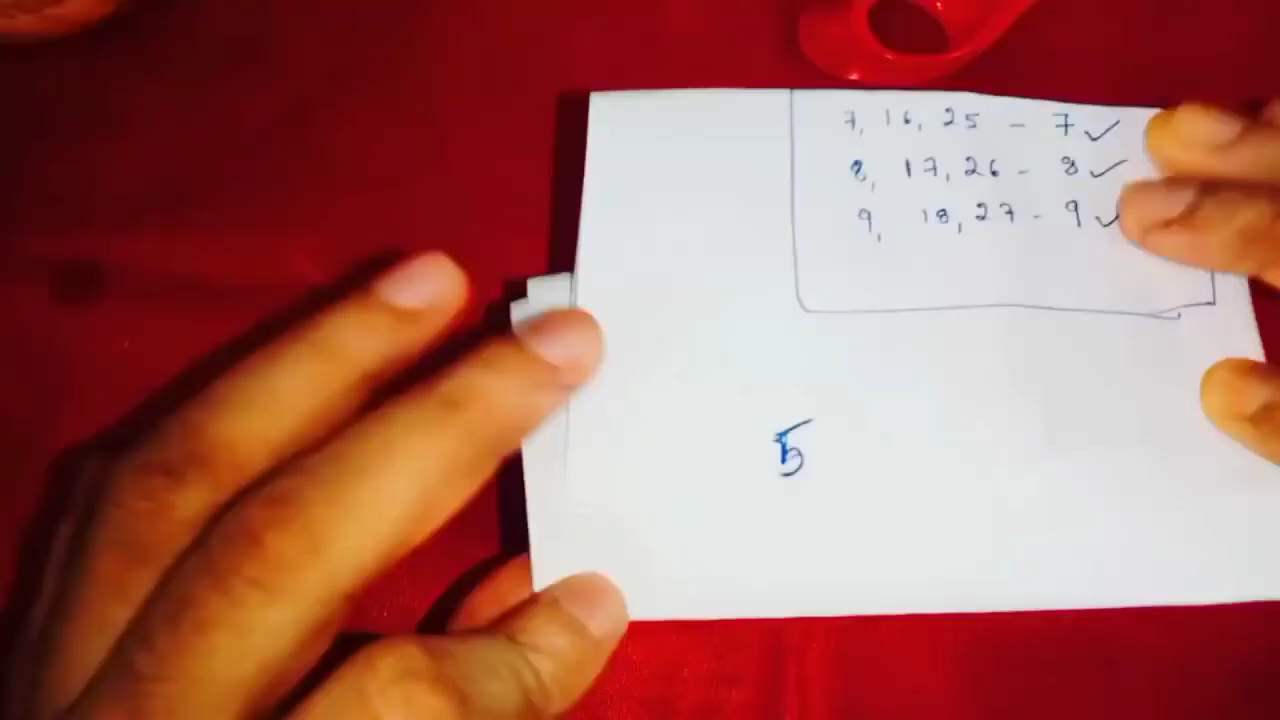 7, 16, 25 - 7 ✓
8, 17, 26 - 8 ✓
9, 18, 27 - 9 ✓
5